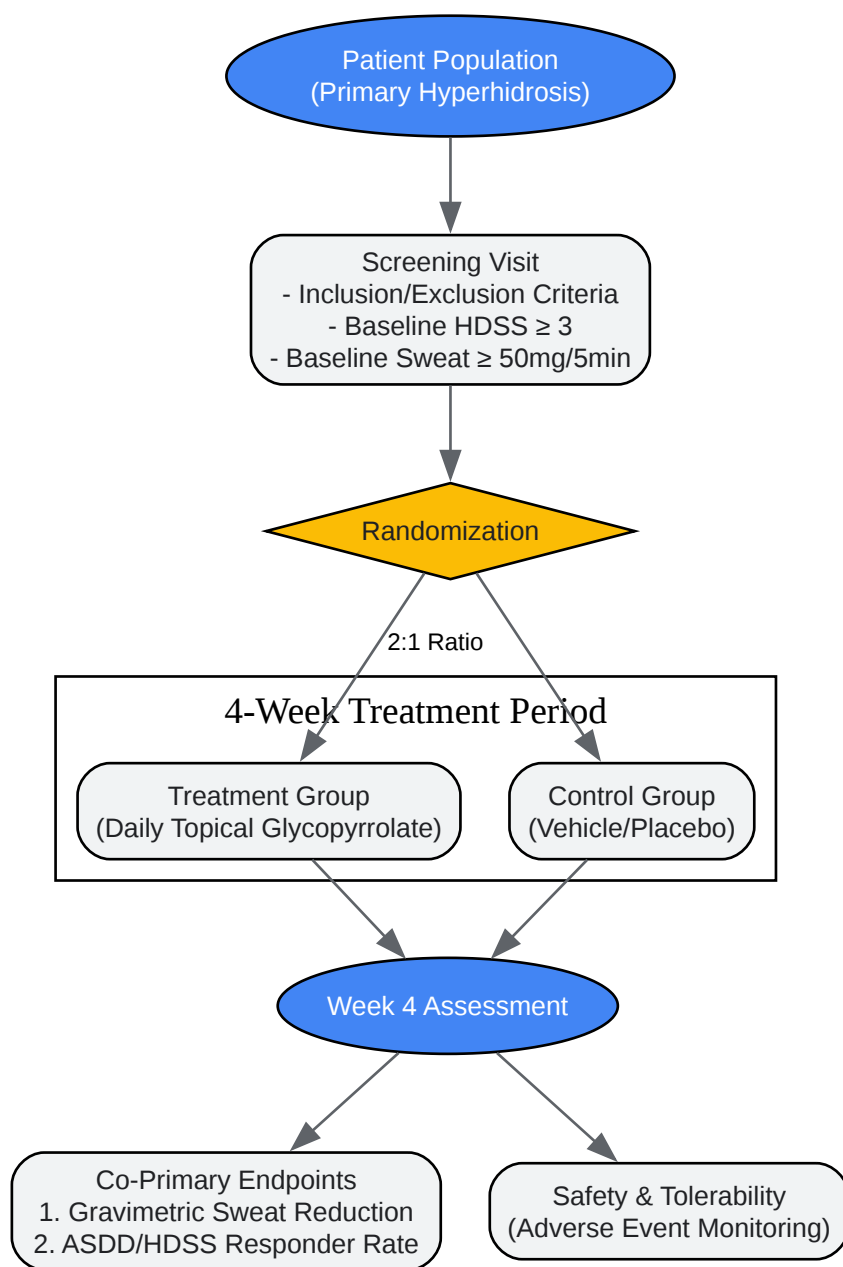 Patient Population
(Primary Hyperhidrosis)
Screening Visit
- Inclusion/Exclusion Criteria
- Baseline HDSS ≥ 3
- Baseline Sweat ≥ 50mg/5min
Randomization
2:1 Ratio
4-Week Treatment Period
Treatment Group
(Daily Topical Glycopyrrolate)
Control Group
(Vehicle/Placebo)
Week 4 Assessment
Co-Primary Endpoints
1. Gravimetric Sweat Reduction
2. ASDD/HDSS Responder Rate
Safety & Tolerability
(Adverse Event Monitoring)